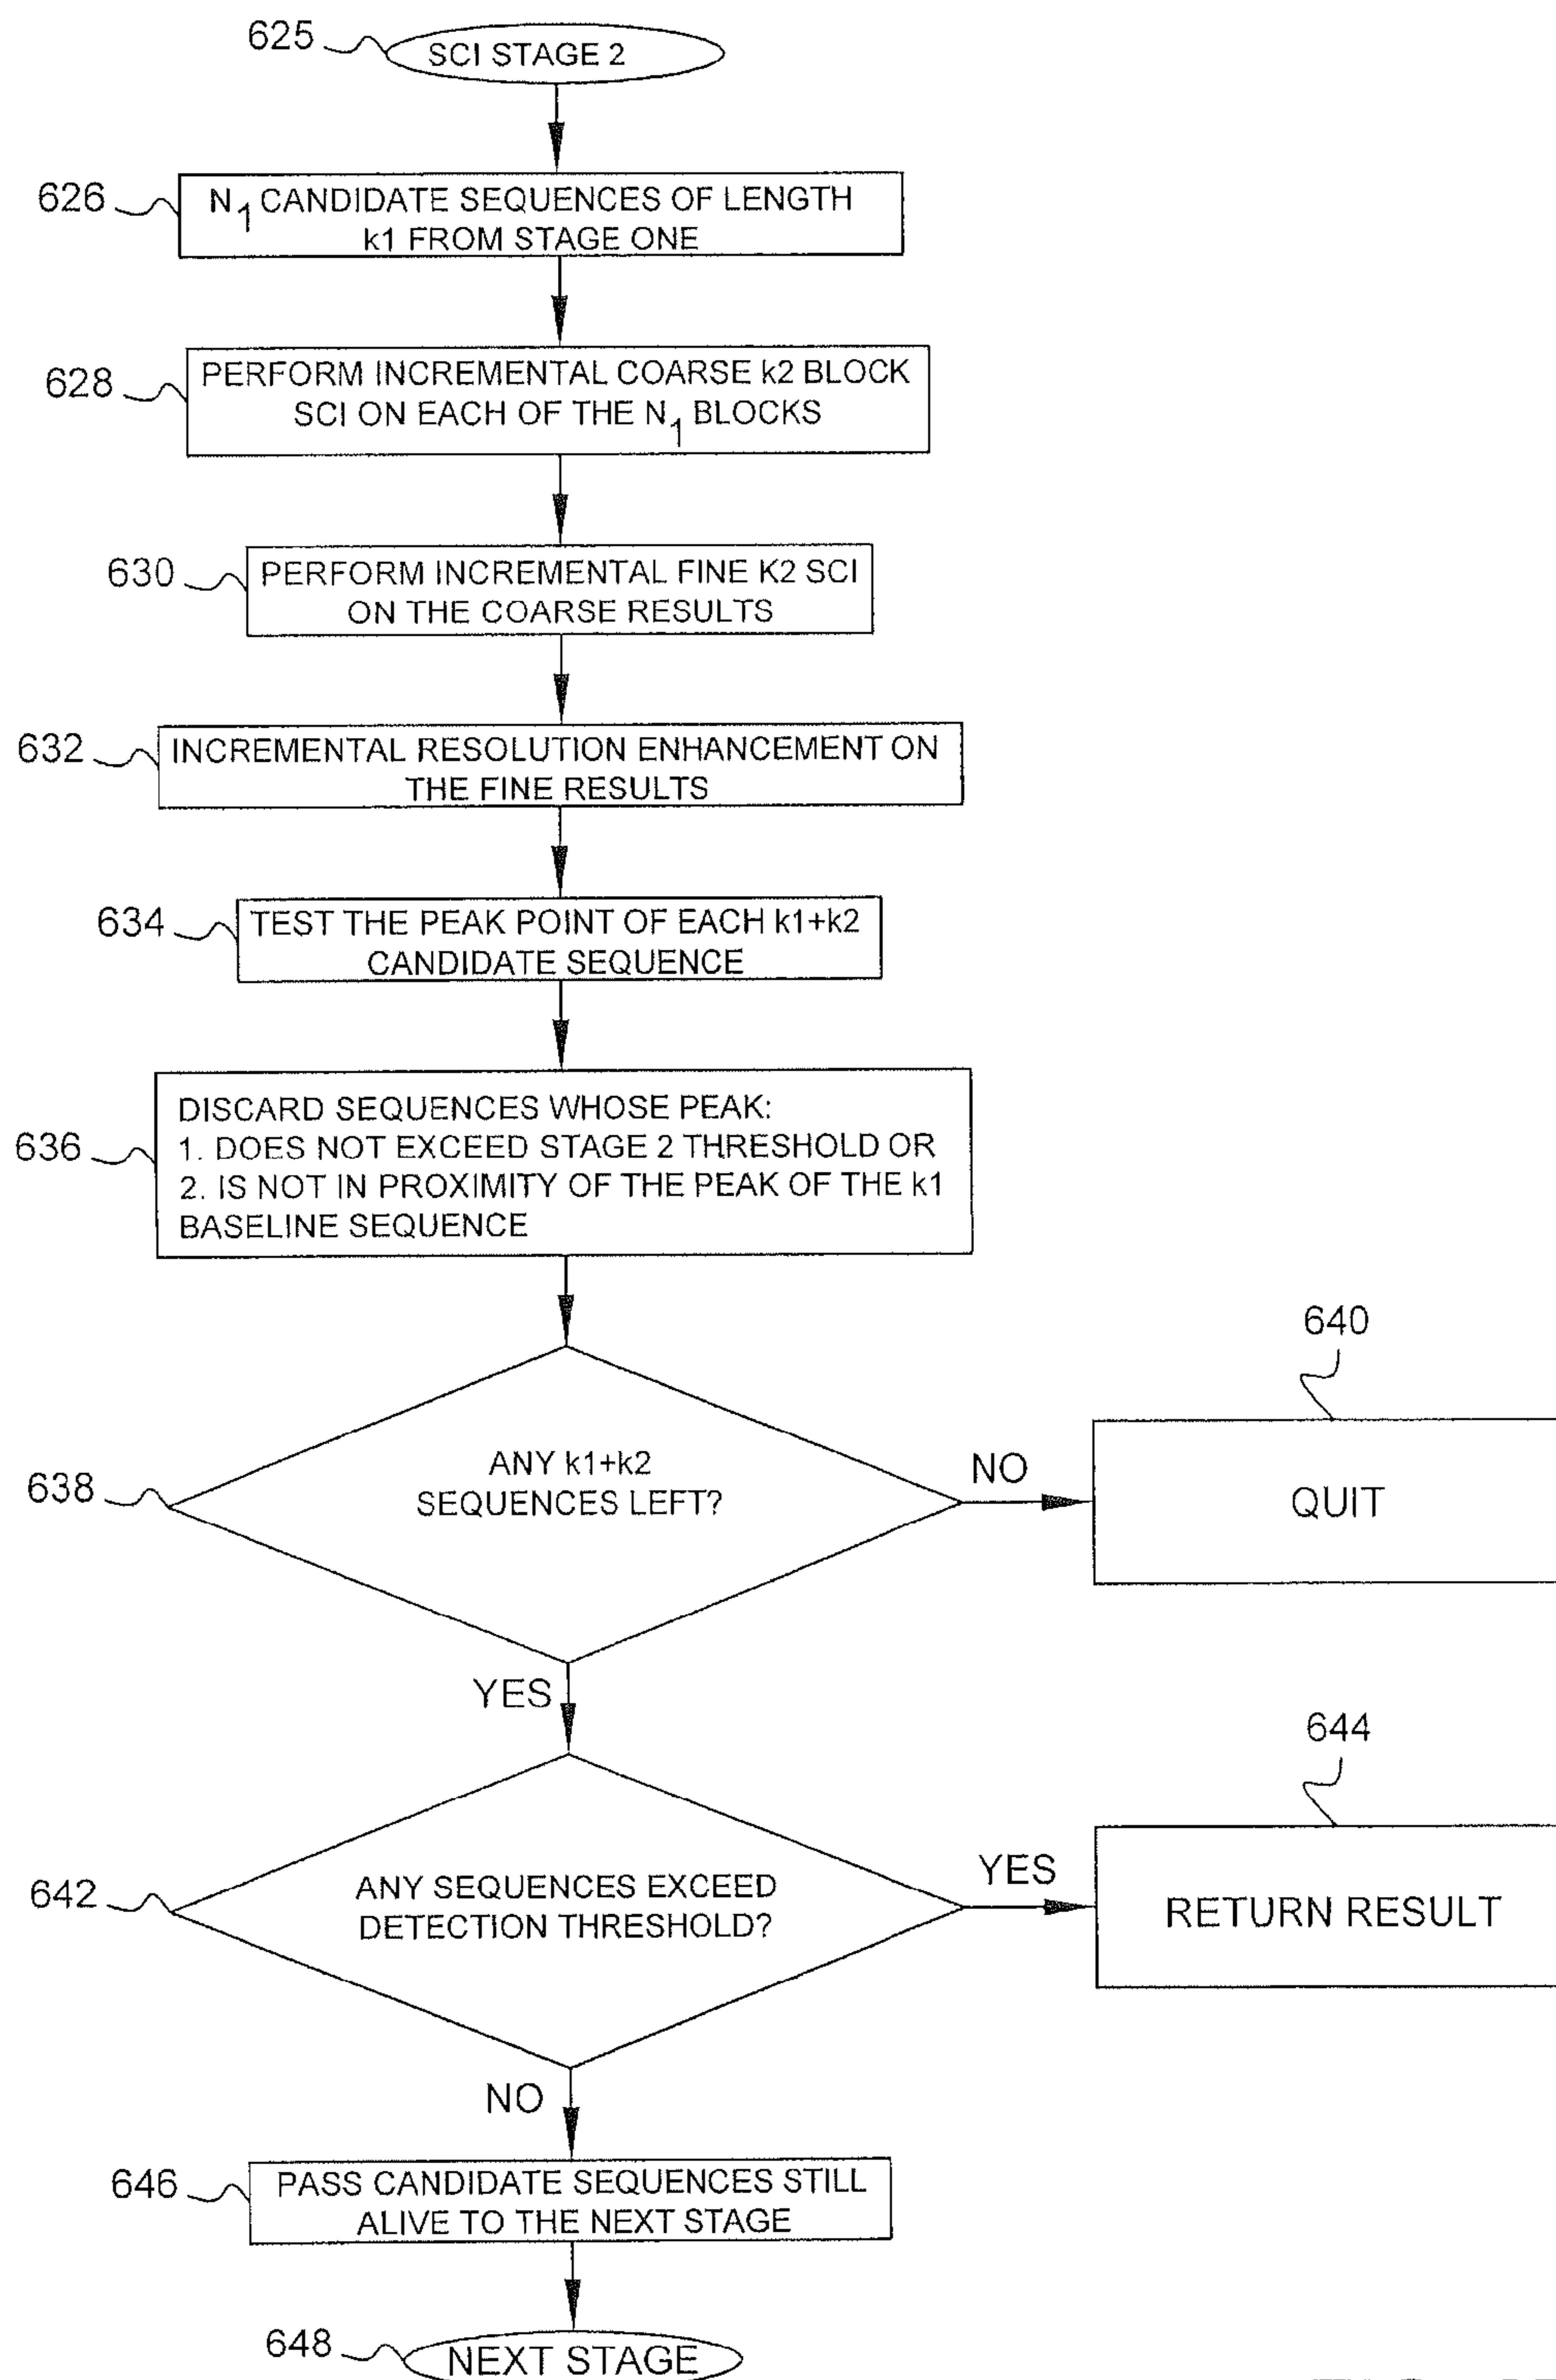 625
SCI STAGE 2
626
N1 CANDIDATE SEQUENCES OF LENGTH
k1 FROM STAGE ONE
628
PERFORM INCREMENTAL COARSE k2 BLOCK
SCI ON EACH OF THE N1 BLOCKS
630
PERFORM INCREMENTAL FINE K2 SCI
ON THE COARSE RESULTS
632
INCREMENTAL RESOLUTION ENHANCEMENT ON
THE FINE RESULTS
634
TEST THE PEAK POINT OF EACH k1+k2
CANDIDATE SEQUENCE
636
DISCARD SEQUENCES WHOSE PEAK:
1. DOES NOT EXCEED STAGE 2 THRESHOLD OR
2. IS NOT IN PROXIMITY OF THE PEAK OF THE k1
BASELINE SEQUENCE
638
ANY k1+k2
SEQUENCES LEFT?
NO
640
QUIT
YES
642
ANY SEQUENCES EXCEED
DETECTION THRESHOLD?
YES
644
RETURN RESULT
NO
646
PASS CANDIDATE SEQUENCES STILL
ALIVE TO THE NEXT STAGE
648
NEXT STAGE